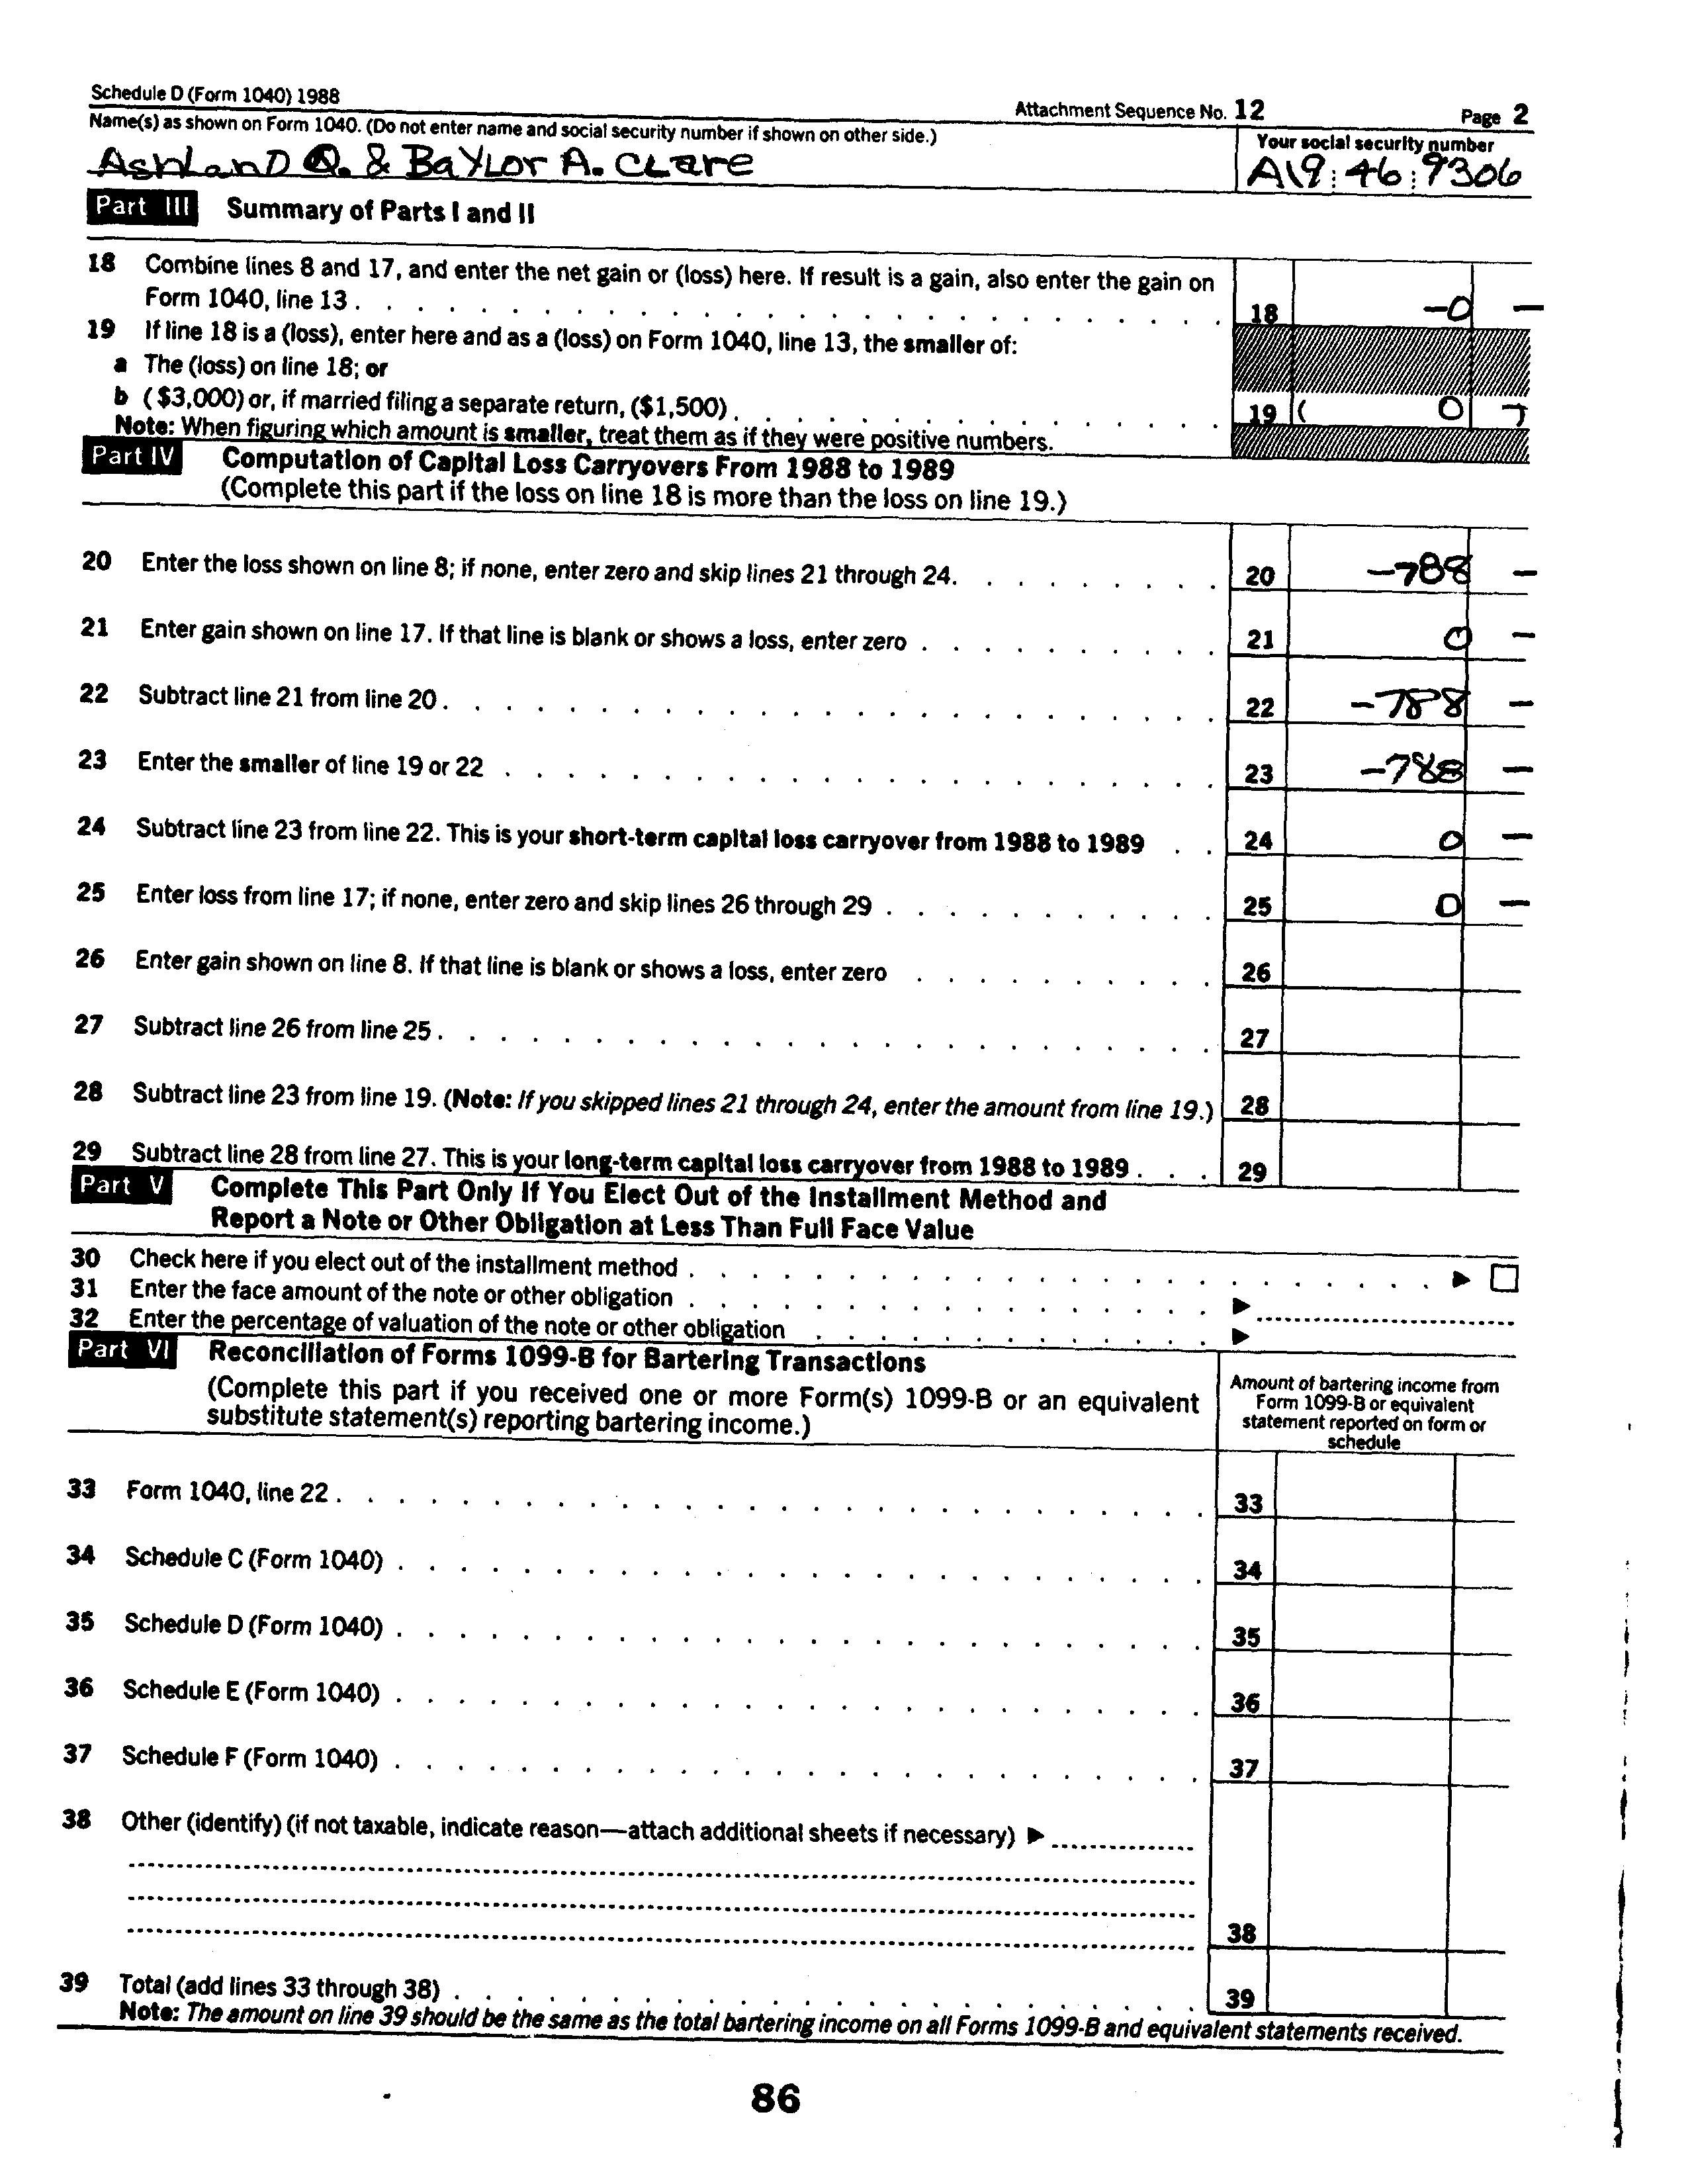 Schedule D (Form 1040) 1988 Attachment Sequence No. 12 Page 2
Name(s) as shown on Form 1040. (Do not enter name and social security number if shown on other side.) Your social security number
AshlanD Q. & BaYLor A. CLare A19:46:9306
Part III Summary of Parts I and II
18 Combine lines 8 and 17, and enter the net gain or (loss) here. If result is a gain, also enter the gain on
Form 1040, line 13 . 18 -0 —
19 If line 18 is a (loss), enter here and as a (loss) on Form 1040, line 13, the smaller of:
a The (loss) on line 18; or
b ($3,000) or, if married filing a separate return, ($1,500) . 19 ( 0 )
Note: When figuring which amount is smaller, treat them as if they were positive numbers.
Part IV Computation of Capital Loss Carryovers From 1988 to 1989
(Complete this part if the loss on line 18 is more than the loss on line 19.)
20 Enter the loss shown on line 8; if none, enter zero and skip lines 21 through 24. 20 -788 —
21 Enter gain shown on line 17. If that line is blank or shows a loss, enter zero . 21 0 —
22 Subtract line 21 from line 20 . 22 -788 —
23 Enter the smaller of line 19 or 22 . 23 -788 —
24 Subtract line 23 from line 22. This is your short-term capital loss carryover from 1988 to 1989 . 24 0 —
25 Enter loss from line 17; if none, enter zero and skip lines 26 through 29 . 25 0 —
26 Enter gain shown on line 8. If that line is blank or shows a loss, enter zero . 26
27 Subtract line 26 from line 25 . 27
28 Subtract line 23 from line 19. (Note: If you skipped lines 21 through 24, enter the amount from line 19.) 28
29 Subtract line 28 from line 27. This is your long-term capital loss carryover from 1988 to 1989 . 29
Part V Complete This Part Only If You Elect Out of the Installment Method and
Report a Note or Other Obligation at Less Than Full Face Value
30 Check here if you elect out of the installment method . ▶ ☐
31 Enter the face amount of the note or other obligation . ▶
32 Enter the percentage of valuation of the note or other obligation . ▶
Part VI Reconciliation of Forms 1099-B for Bartering Transactions
(Complete this part if you received one or more Form(s) 1099-B or an equivalent
substitute statement(s) reporting bartering income.)
Amount of bartering income from
Form 1099-B or equivalent
statement reported on form or
schedule
33 Form 1040, line 22 . 33
34 Schedule C (Form 1040) . 34
35 Schedule D (Form 1040) . 35
36 Schedule E (Form 1040) . 36
37 Schedule F (Form 1040) . 37
38 Other (identify) (if not taxable, indicate reason—attach additional sheets if necessary) ▶
38
39 Total (add lines 33 through 38) . 39
Note: The amount on line 39 should be the same as the total bartering income on all Forms 1099-B and equivalent statements received.
86